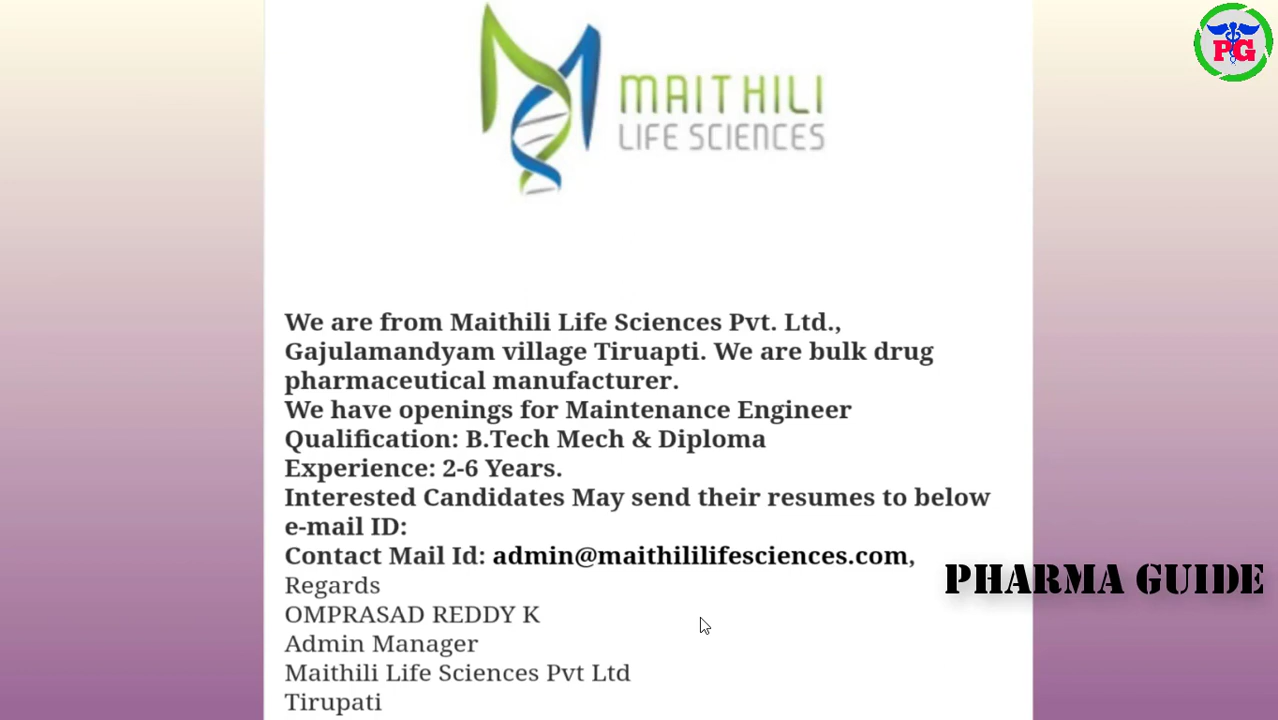 PG
MAITHILI
LIFE SCIENCES
We are from Maithili Life Sciences Pvt. Ltd.,
Gajulamandyam village Tiruapti. We are bulk drug
pharmaceutical manufacturer.
We have openings for Maintenance Engineer
Qualification: B.Tech Mech & Diploma
Experience: 2-6 Years.
Interested Candidates May send their resumes to below
e-mail ID:
Contact Mail Id: admin@maithililifesciences.com,
PHARMA GUIDE
Regards
OMPRASAD REDDY K
Admin Manager
Maithili Life Sciences Pvt Ltd
Tirupati